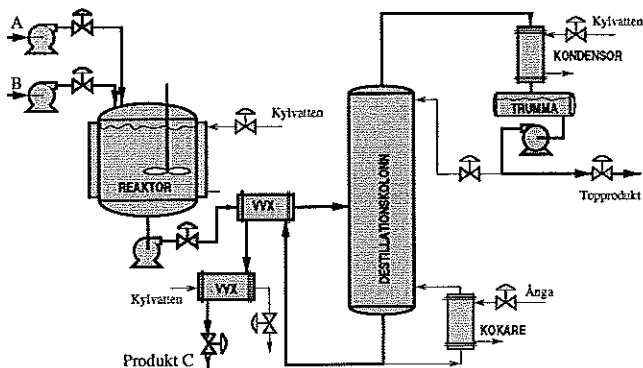 A
B
Kylvatten
REAKTOR
VVX
VVX
Kylvatten
Produkt C
DESTILLATIONSKOLONN
Kylvatten
KONDENSOR
TRUMMA
Topprodukt
Ånga
KOKARE